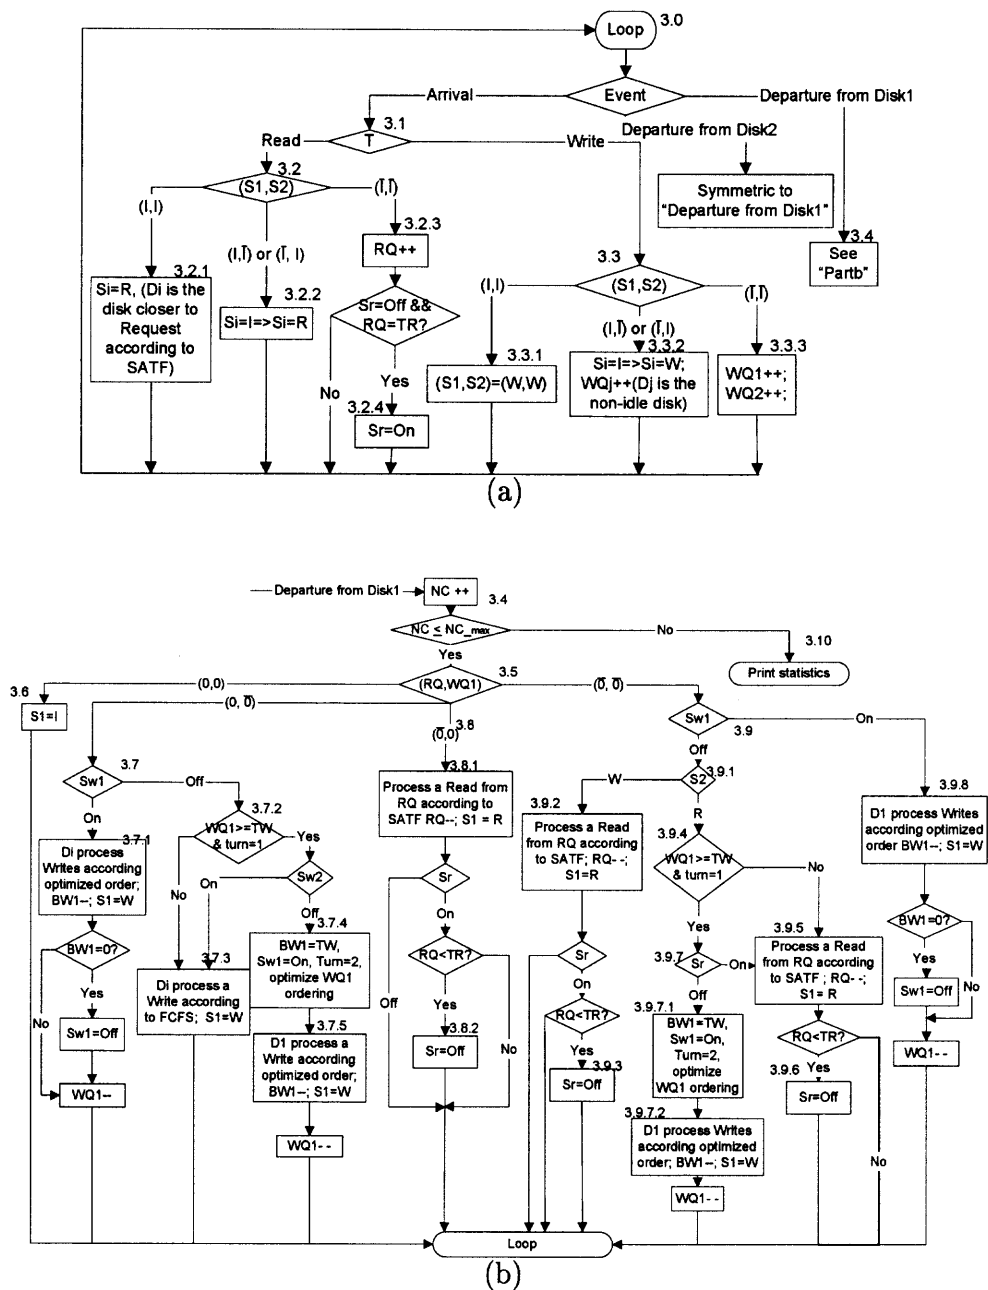 Loop
3.0
Event
Arrival
Departure from Disk1
Departure from Disk2
3.1
T
Read
Write
Symmetric to
“Departure from Disk1”
3.4
See
“Partb”
3.2
(S1,S2)
(I,I)
(I,Ī) or (Ī, I)
(Ī,Ī)
3.2.1
Si=R, (Di is the
disk closer to
Request
according to
SATF)
3.2.2
Si=I=>Si=R
3.2.3
RQ++
Sr=Off &&
RQ=TR?
No
Yes
3.2.4
Sr=On
3.3
(S1,S2)
(I,I)
(I,Ī) or (Ī,I)
(Ī,Ī)
3.3.1
(S1,S2)=(W,W)
3.3.2
Si=I=>Si=W;
WQj++(Dj is the
non-idle disk)
3.3.3
WQ1++;
WQ2++;
(a)
Departure from Disk1
NC ++
3.4
NC ≤ NC_max
No
3.10
Print statistics
Yes
3.5
(RQ,WQ1)
(0,0)
(0, 0̅)
(0̅,0)
(0̅, 0̅)
3.6
S1=I
3.7
Sw1
Off
On
3.7.1
Di process
Writes according
optimized order;
BW1--; S1=W
BW1=0?
No
Yes
Sw1=Off
WQ1--
3.7.2
WQ1>=TW
& turn=1
Yes
No
Sw2
On
Off
3.7.3
Di process a
Write according
to FCFS; S1=W
3.7.4
BW1=TW,
Sw1=On, Turn=2,
optimize WQ1
ordering
3.7.5
D1 process a
Write according
optimized order;
BW1--; S1=W
WQ1--
3.8
3.8.1
Process a Read from
RQ according to
SATF RQ--; S1 = R
Sr
On
Off
RQ<TR?
Yes
No
3.8.2
Sr=Off
Sw1
3.9
On
Off
S2
3.9.1
W
R
3.9.2
Process a Read
from RQ according
to SATF; RQ--;
S1=R
Sr
On
RQ<TR?
Yes
3.9.3
Sr=Off
3.9.4
WQ1>=TW
& turn=1
No
Yes
3.9.7
Sr
On
Off
3.9.5
Process a Read
from RQ according
to SATF ; RQ--;
S1= R
RQ<TR?
Yes
3.9.6
Sr=Off
No
3.9.7.1
BW1=TW,
Sw1=On,
Turn=2,
optimize
WQ1 ordering
3.9.7.2
D1 process Writes
according optimized
order; BW1--; S1=W
WQ1--
3.9.8
D1 process Writes
according optimized
order BW1--; S1=W
BW1=0?
Yes
No
Sw1=Off
WQ1--
Loop
(b)